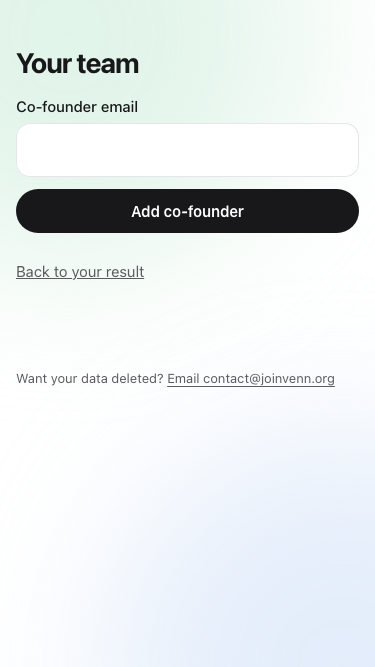 Your team
Co-founder email
Add co-founder
Back to your result
Want your data deleted? Email contact@joinvenn.org